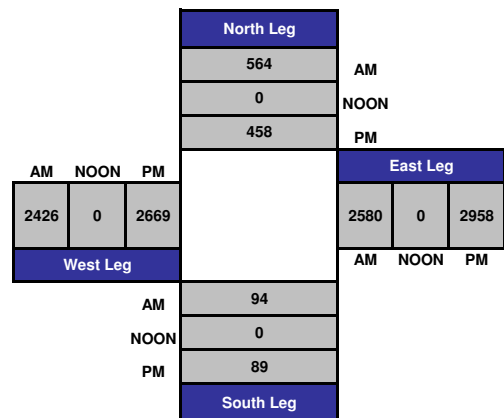 North Leg
564
AM
0
NOON
458
PM
AM NOON PM
East Leg
2426 0 2669
2580 0 2958
West Leg
AM NOON PM
AM
94
NOON
0
PM
89
South Leg